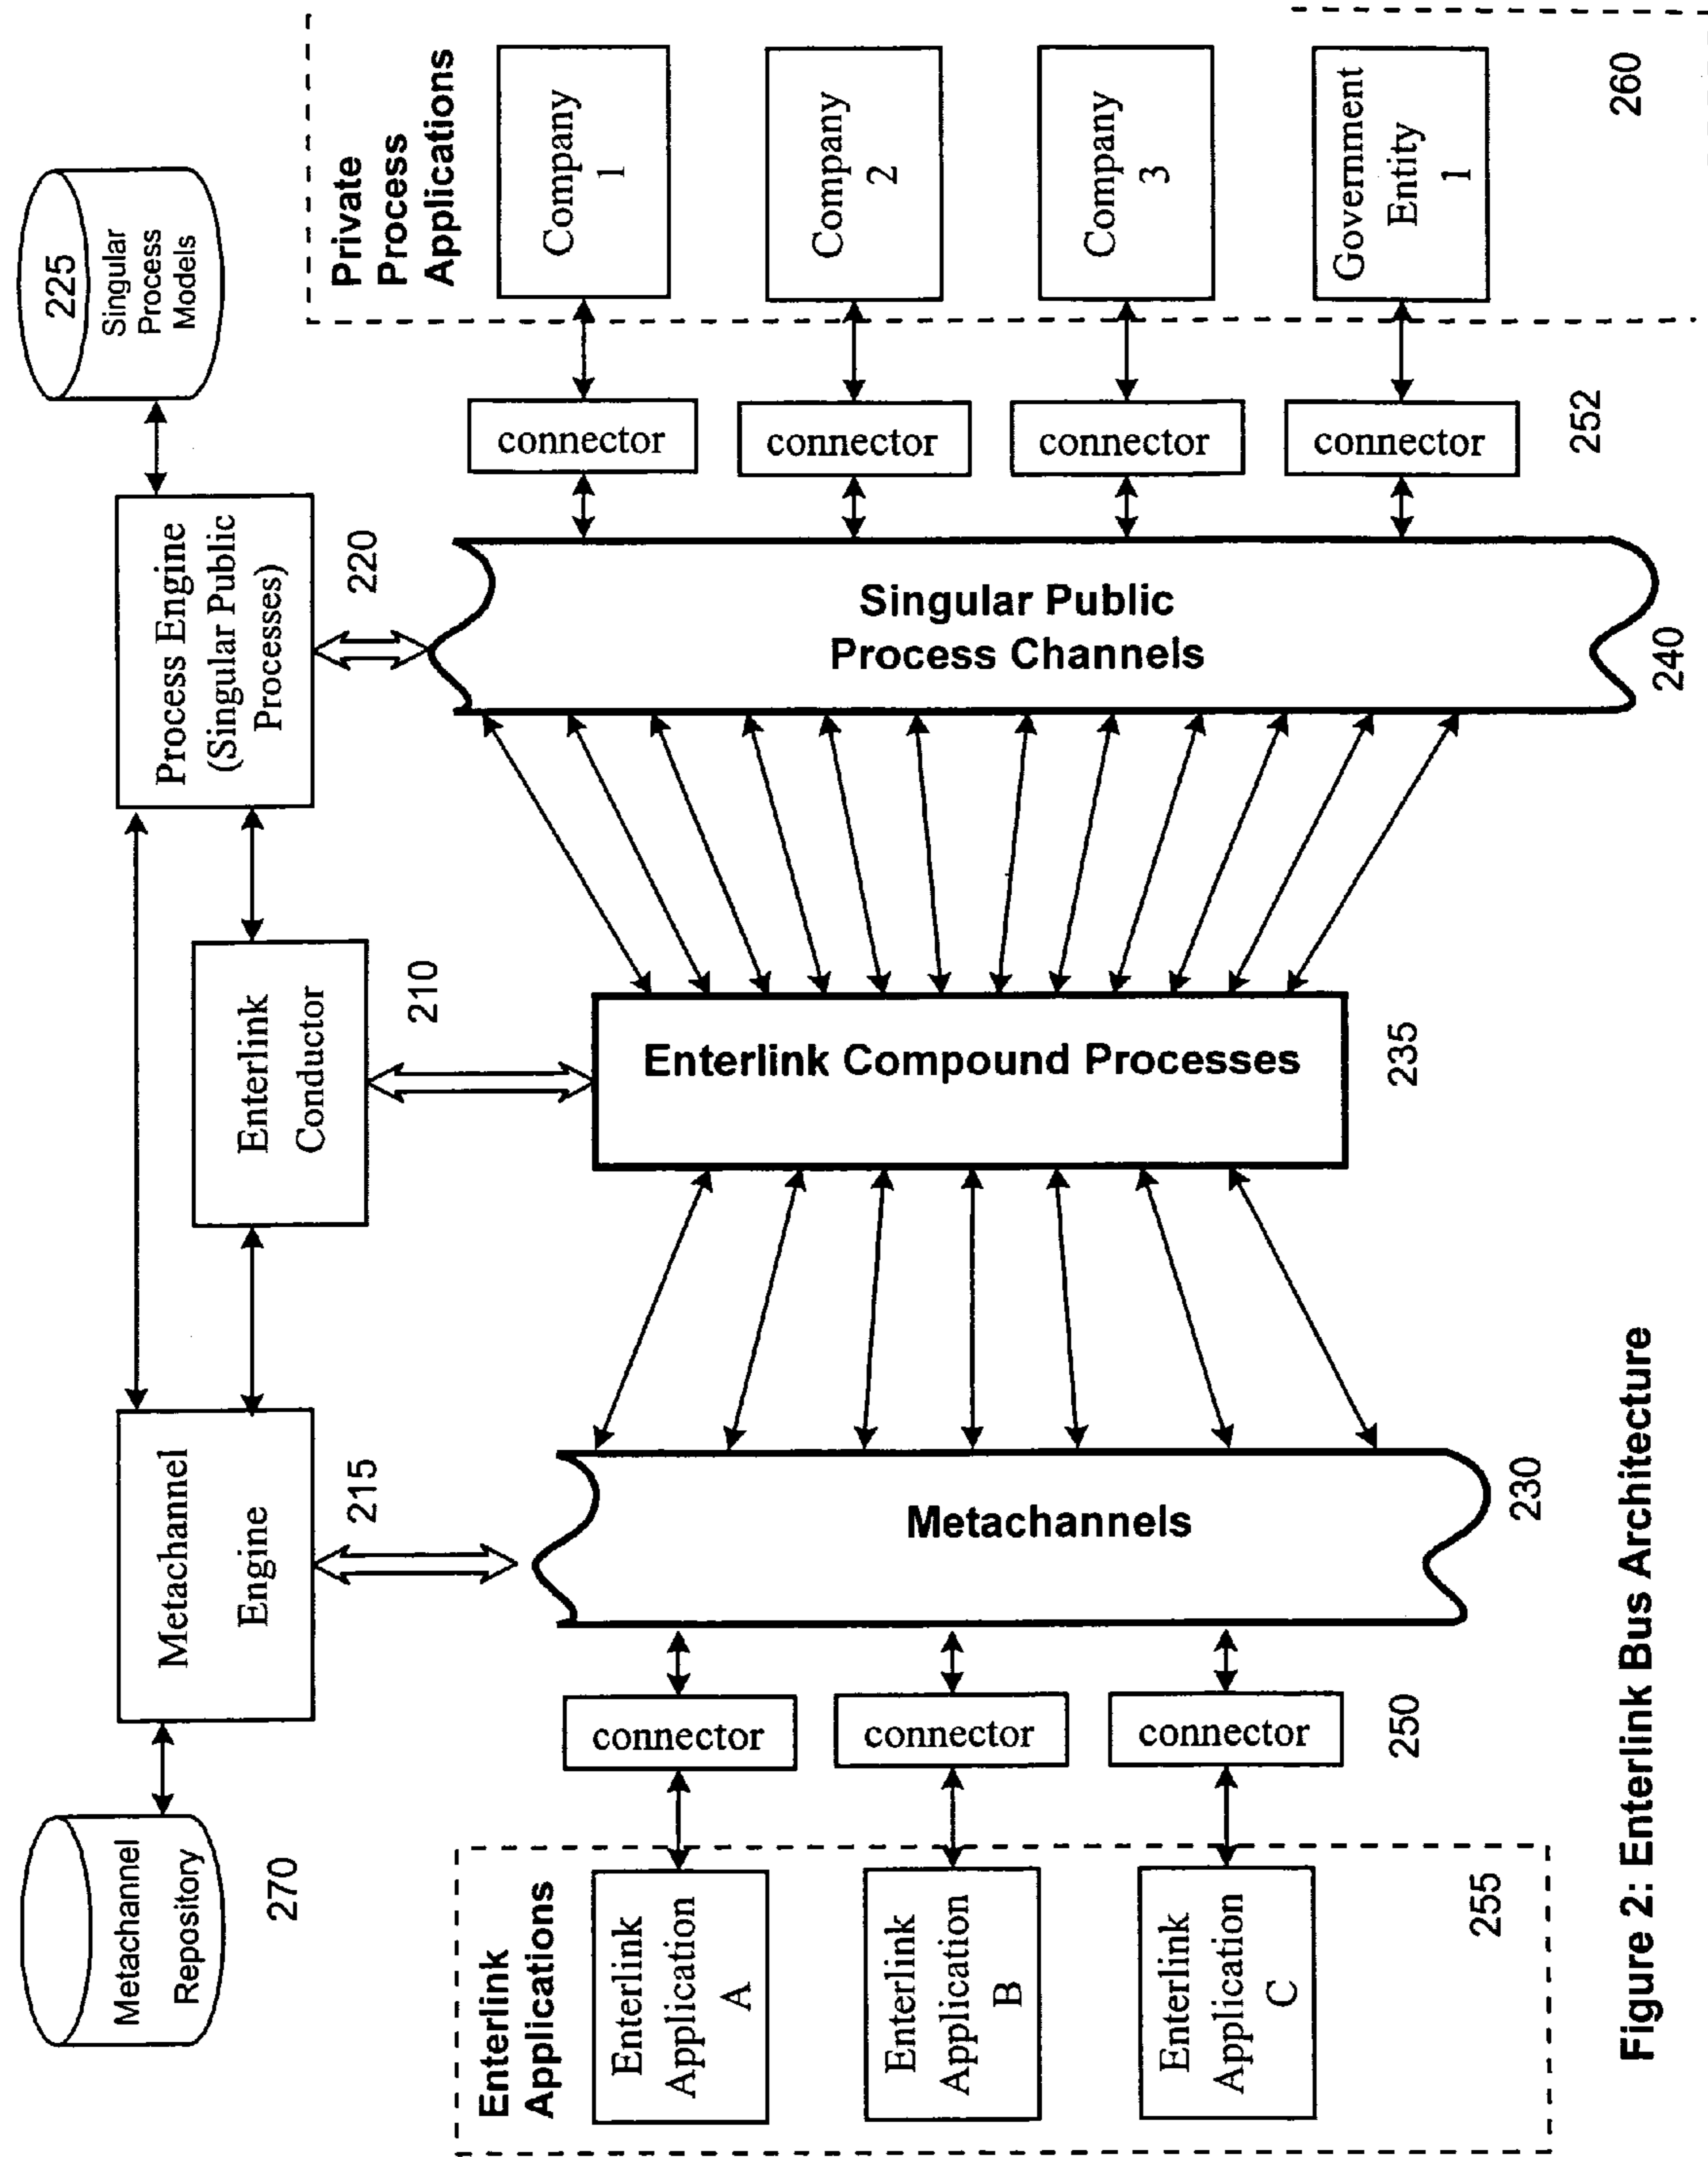 Metachannel
Repository
270
Metachannel
Engine
215
Enterlink
Conductor
210
Process Engine
(Singular Public
Processes)
220
225
Singular
Process
Models
Enterlink
Applications
Enterlink
Application
A
Enterlink
Application
B
Enterlink
Application
C
255
connector
connector
connector
250
Metachannels
230
Enterlink Compound Processes
235
Singular Public
Process Channels
240
connector
connector
connector
connector
252
Private
Process
Applications
Company
1
Company
2
Company
3
Government
Entity
1
260
Figure 2: Enterlink Bus Architecture